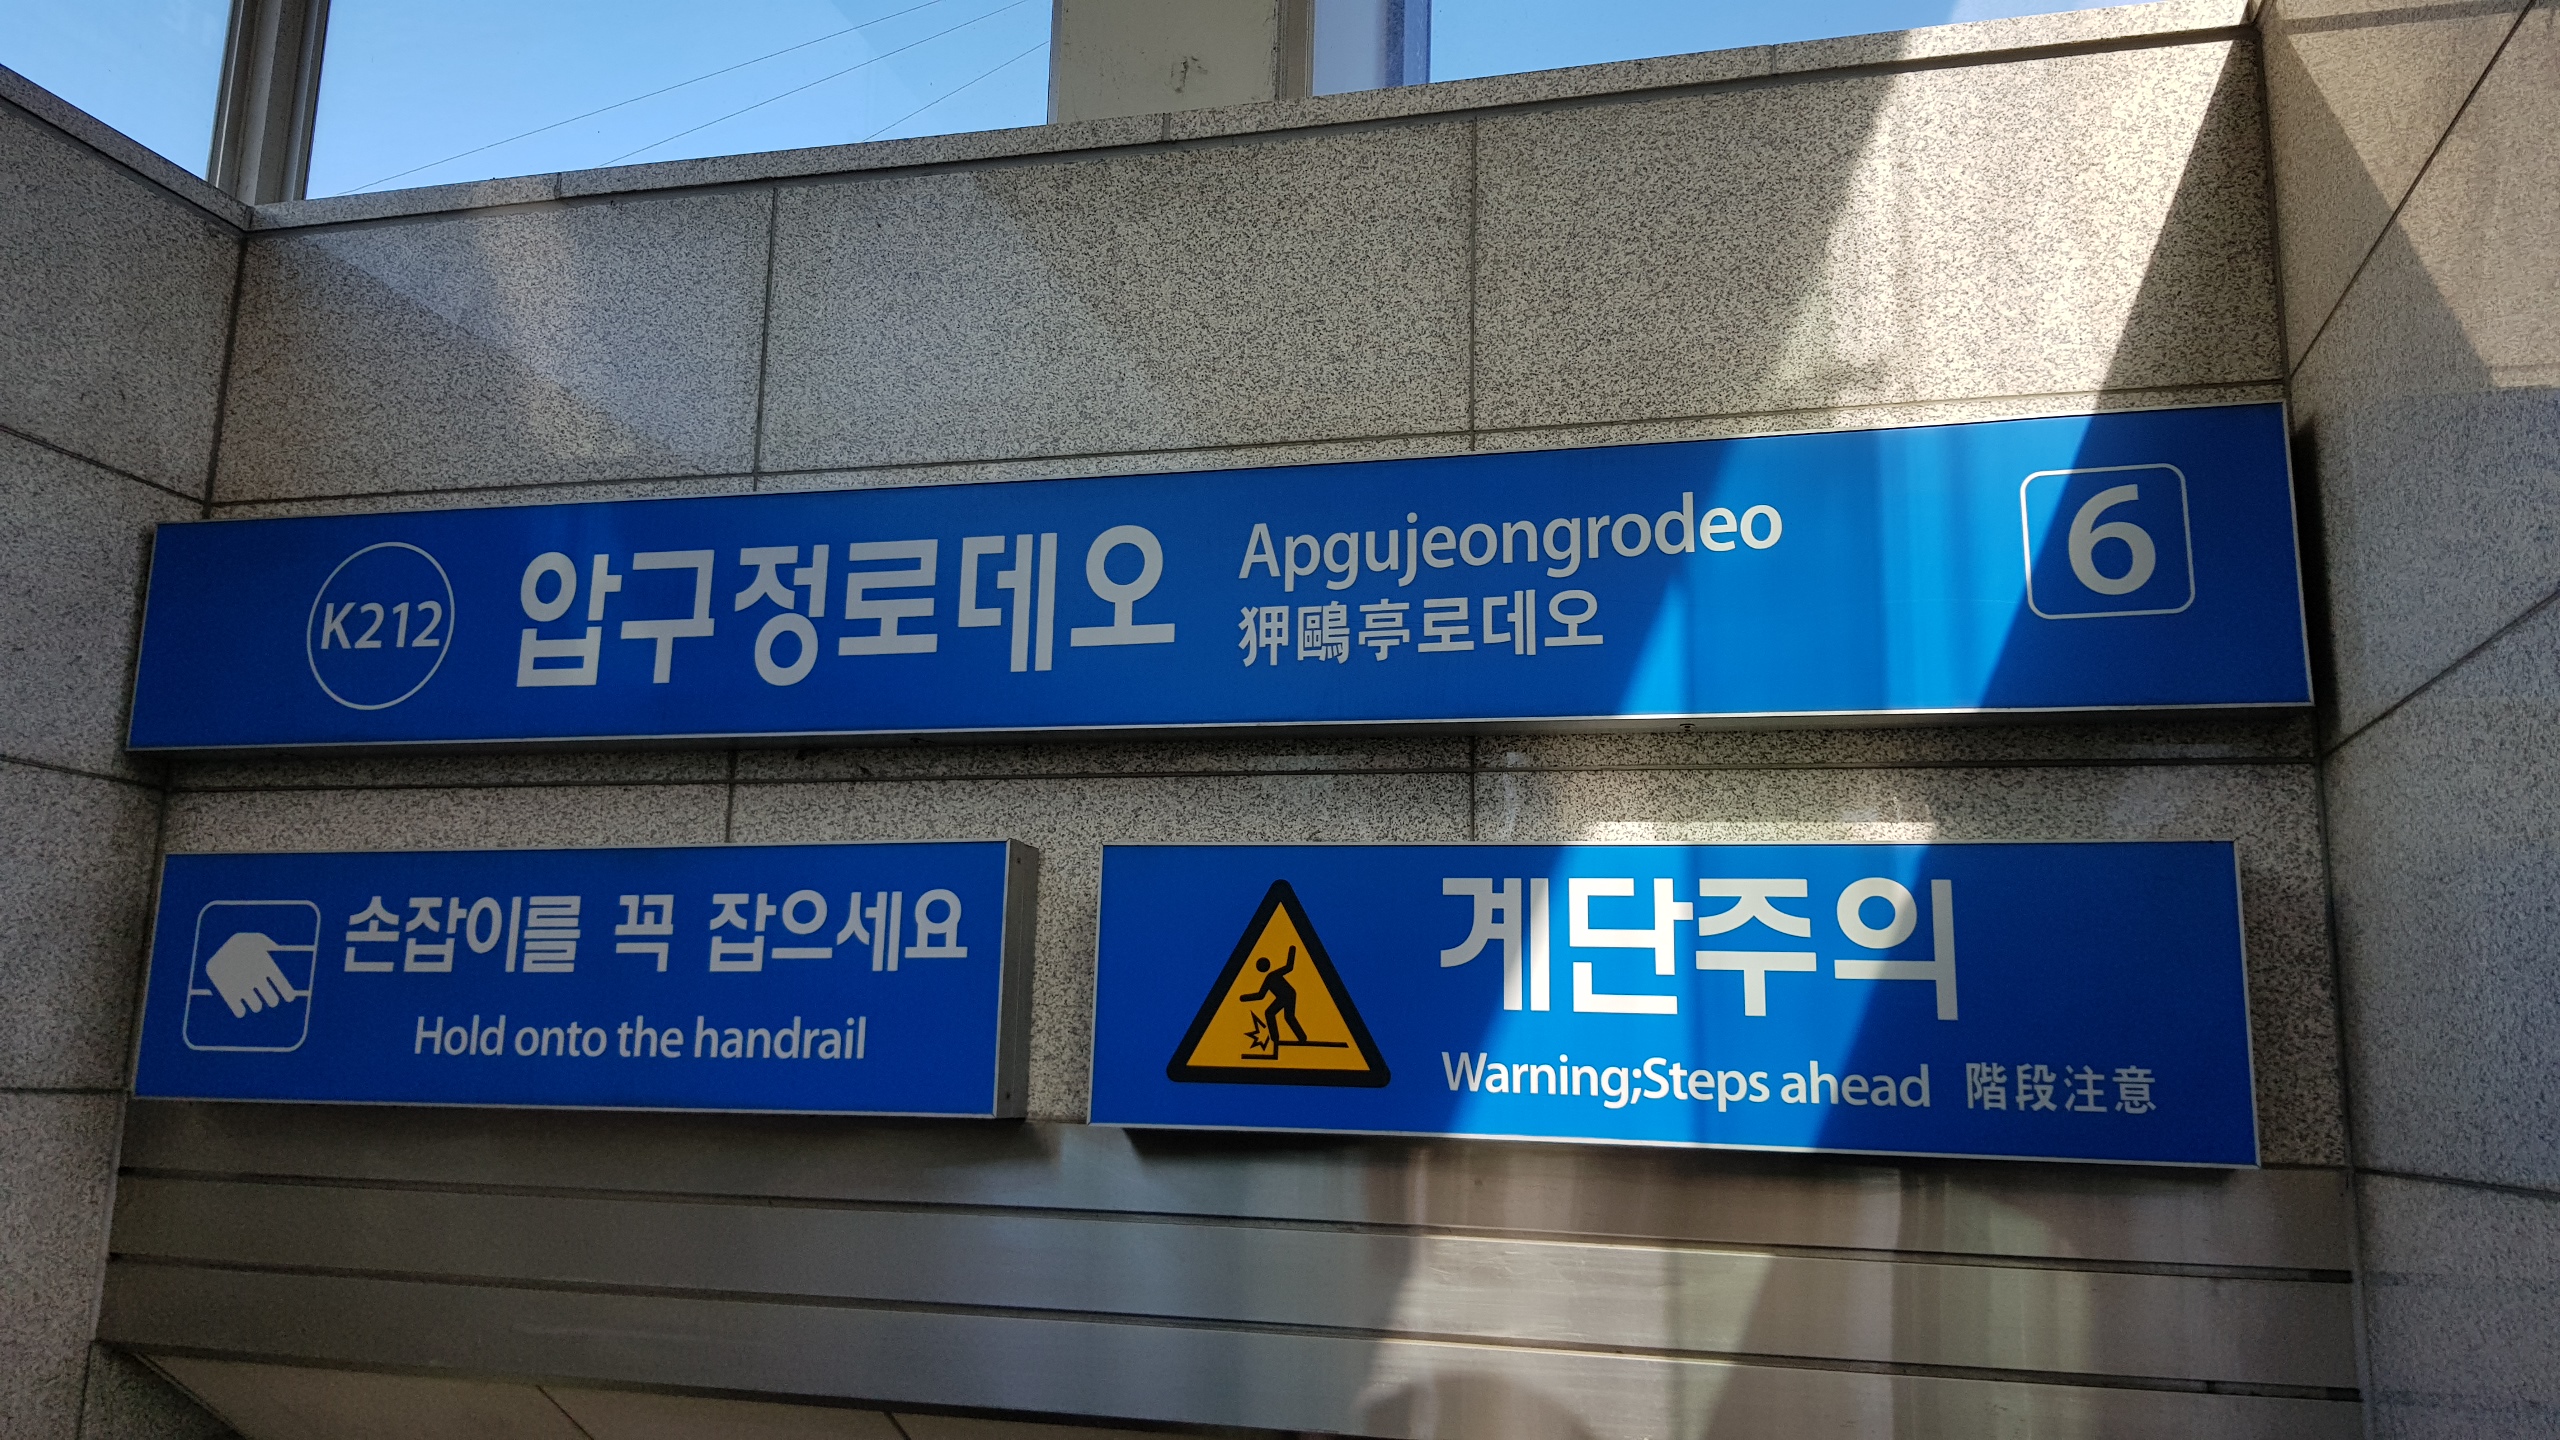 K212
압구정로데오
Apgujeongrodeo
狎鷗亭로데오
6
손잡이를 꼭 잡으세요
Hold onto the handrail
계단주의
Warning;Steps ahead 階段注意